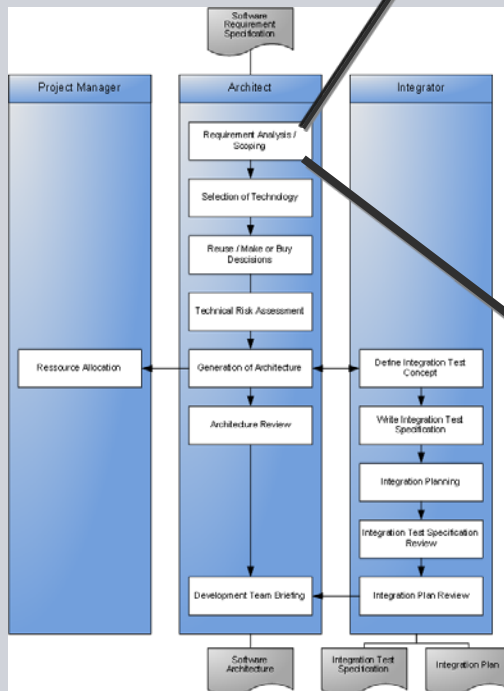 Software
Requirement
Specification
Project Manager
Architect
Integrator
Requirement Analysis /
Scoping
Selection of Technology
Reuse / Make or Buy
Descisions
Technical Risk Assessment
Ressource Allocation
Generation of Architecture
Define Integration Test
Concept
Architecture Review
Write Integration Test
Specification
Integration Planning
Integration Test Specification
Review
Development Team Briefing
Integration Plan Review
Software
Architecture
Integration Test
Specification
Integration Plan